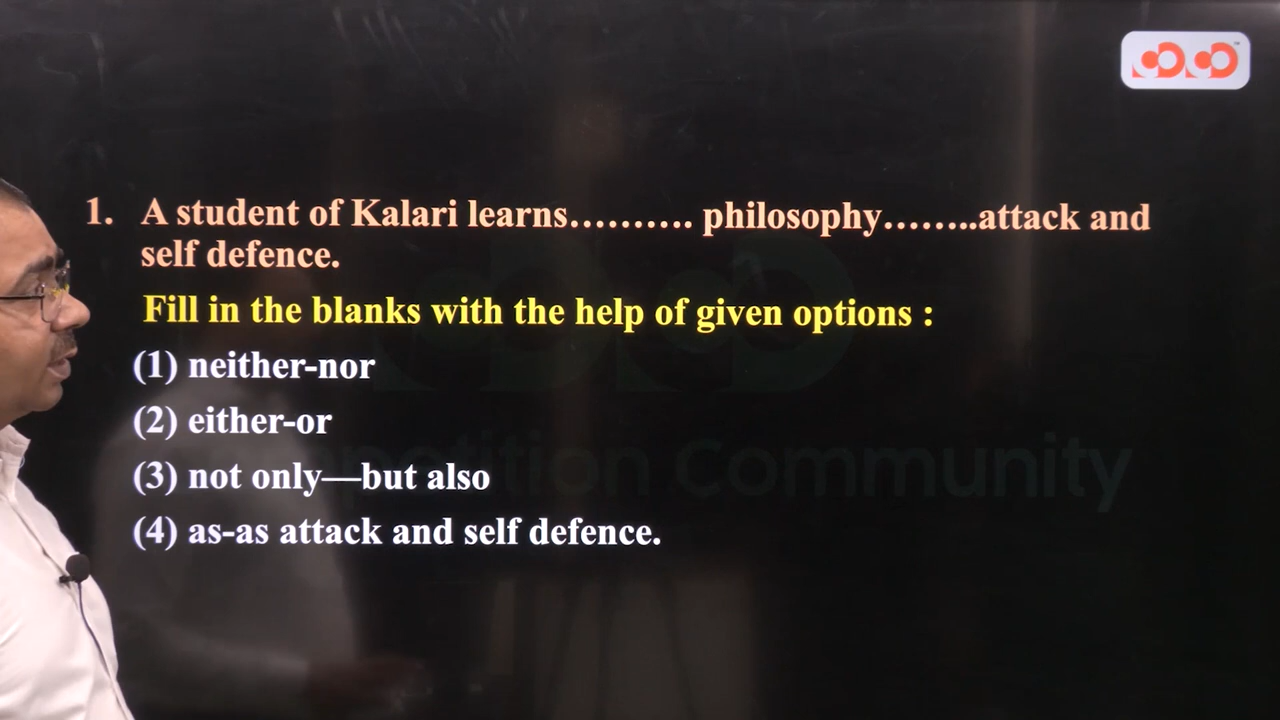 1. A student of Kalari learns………. philosophy……..attack and
self defence.
Fill in the blanks with the help of given options :
(1) neither-nor
(2) either-or
(3) not only—but also
(4) as-as attack and self defence.
Competition Community